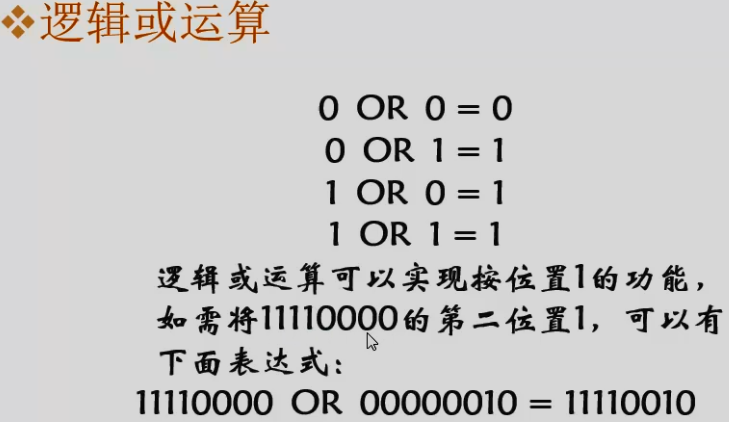 ❖逻辑或运算
0 OR 0 = 0
0 OR 1 = 1
1 OR 0 = 1
1 OR 1 = 1
逻辑或运算可以实现按位置1的功能，
如需将11110000的第二位置1，可以有
下面表达式：
11110000 OR 00000010 = 11110010